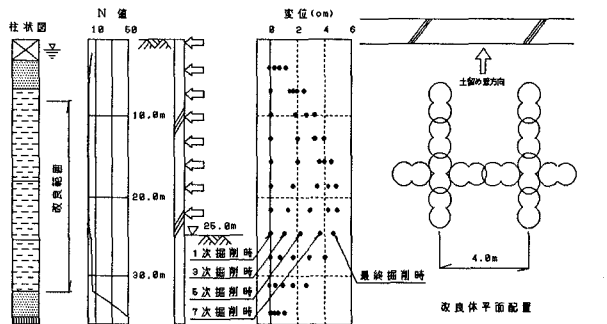 柱状図
N 値
10 50
変位(cm)
0 2 4 6
土留め壁方向
10.0m
改良範囲
20.0m
25.0m
30.0m
1次掘削時
3次掘削時
5次掘削時
7次掘削時
最終掘削時
4.0m
改良体平面配置